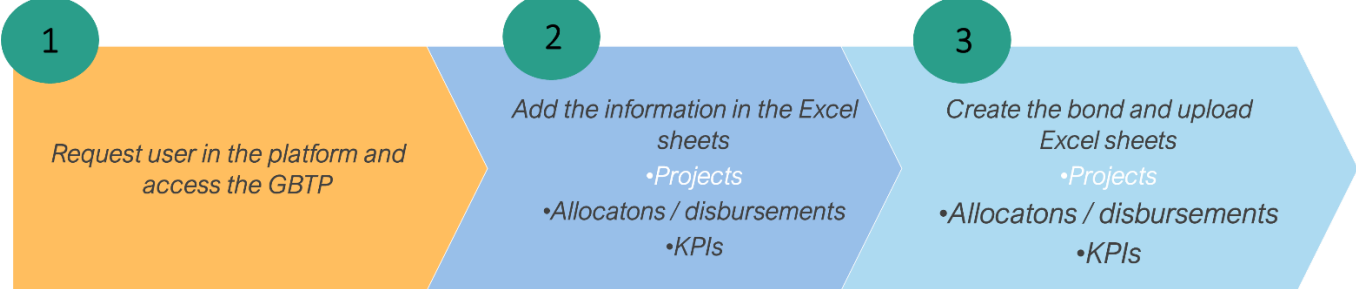 1
Request user in the platform and
access the GBTP
2
Add the information in the Excel
sheets
•Projects
•Allocatons / disbursements
•KPIs
3
Create the bond and upload
Excel sheets
•Projects
•Allocatons / disbursements
•KPIs